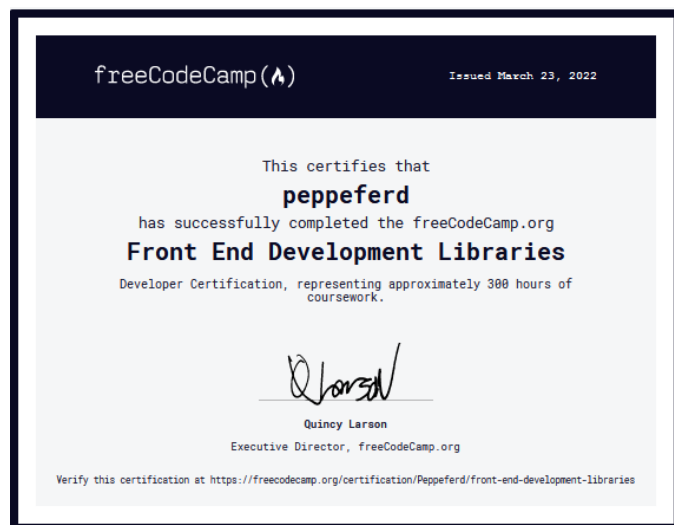 freeCodeCamp(🔥)
Issued March 23, 2022
This certifies that
peppeferd
has successfully completed the freeCodeCamp.org
Front End Development Libraries
Developer Certification, representing approximately 300 hours of
coursework.
Q Larson
Quincy Larson
Executive Director, freeCodeCamp.org
Verify this certification at https://freecodecamp.org/certification/Peppeferd/front-end-development-libraries